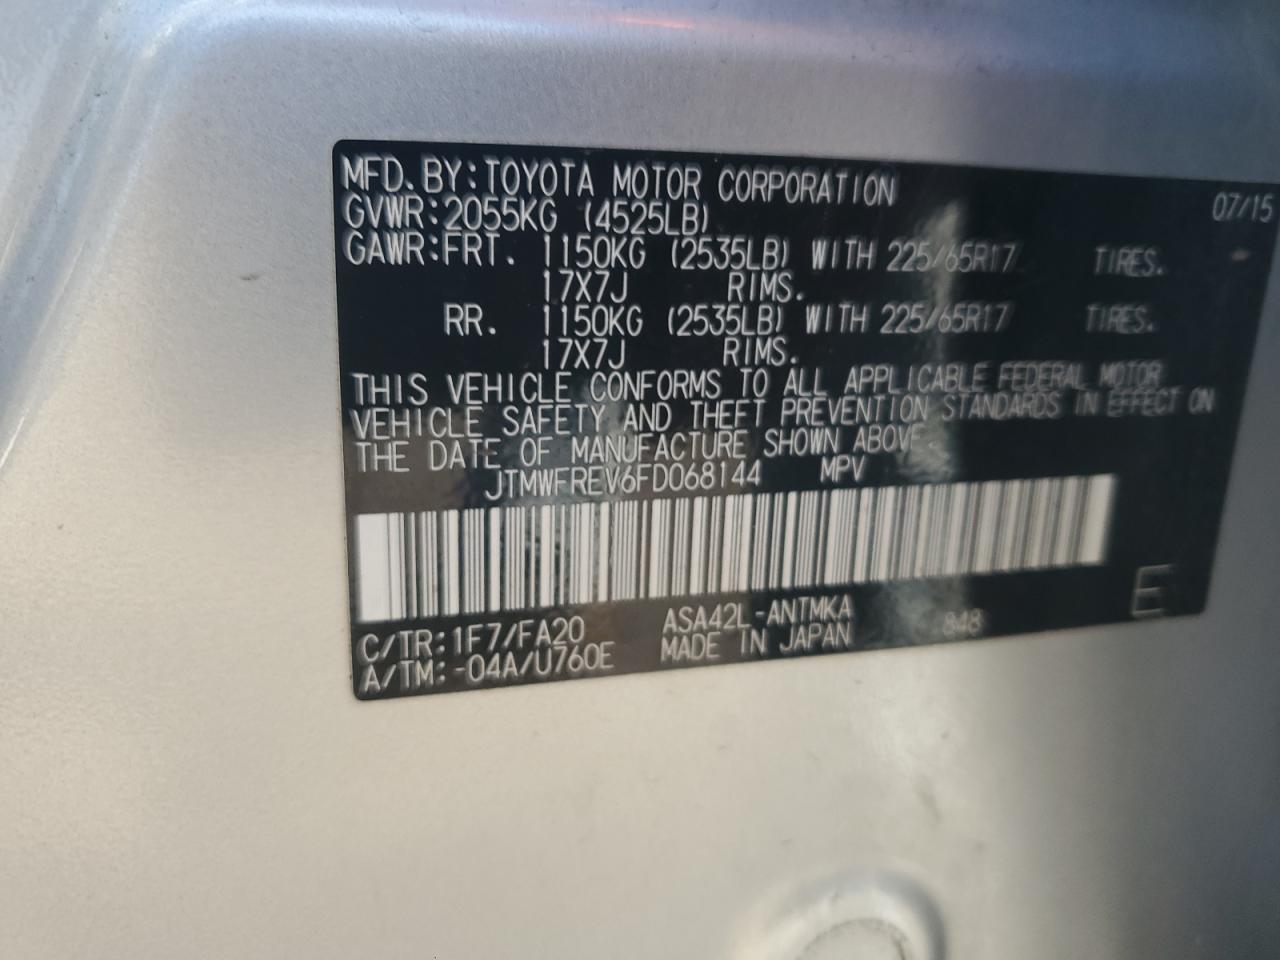 MFD. BY: TOYOTA MOTOR CORPORATION 07/15
GVWR: 2055KG (4525LB)
GAWR: FRT. 1150KG (2535LB) WITH 225/65R17 TIRES.
17X7J RIMS.
RR. 1150KG (2535LB) WITH 225/65R17 TIRES.
17X7J RIMS.
THIS VEHICLE CONFORMS TO ALL APPLICABLE FEDERAL MOTOR
VEHICLE SAFETY AND THEFT PREVENTION STANDARDS IN EFFECT ON
THE DATE OF MANUFACTURE SHOWN ABOVE.
JTMWFREV6FD068144 MPV
C/TR: 1F7/FA20 ASA42L-ANTMKA 848 E
A/TM: -04A/U760E MADE IN JAPAN